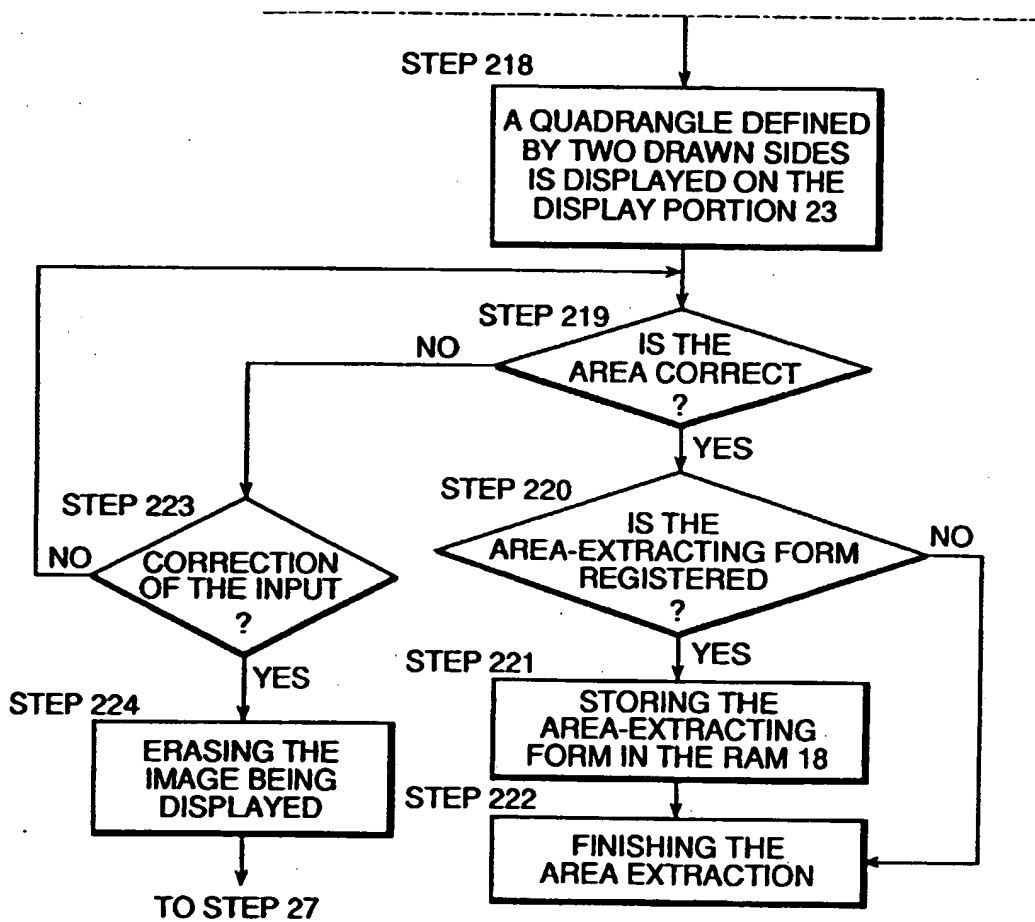 STEP 218
A QUADRANGLE DEFINED
BY TWO DRAWN SIDES
IS DISPLAYED ON THE
DISPLAY PORTION 23
STEP 219
NO
IS THE
AREA CORRECT
?
YES
STEP 220
IS THE
AREA-EXTRACTING FORM
REGISTERED
?
NO
YES
STEP 223
NO
CORRECTION
OF THE INPUT
?
YES
STEP 221
STORING THE
AREA-EXTRACTING
FORM IN THE RAM 18
STEP 224
ERASING THE
IMAGE BEING
DISPLAYED
STEP 222
FINISHING THE
AREA EXTRACTION
TO STEP 27